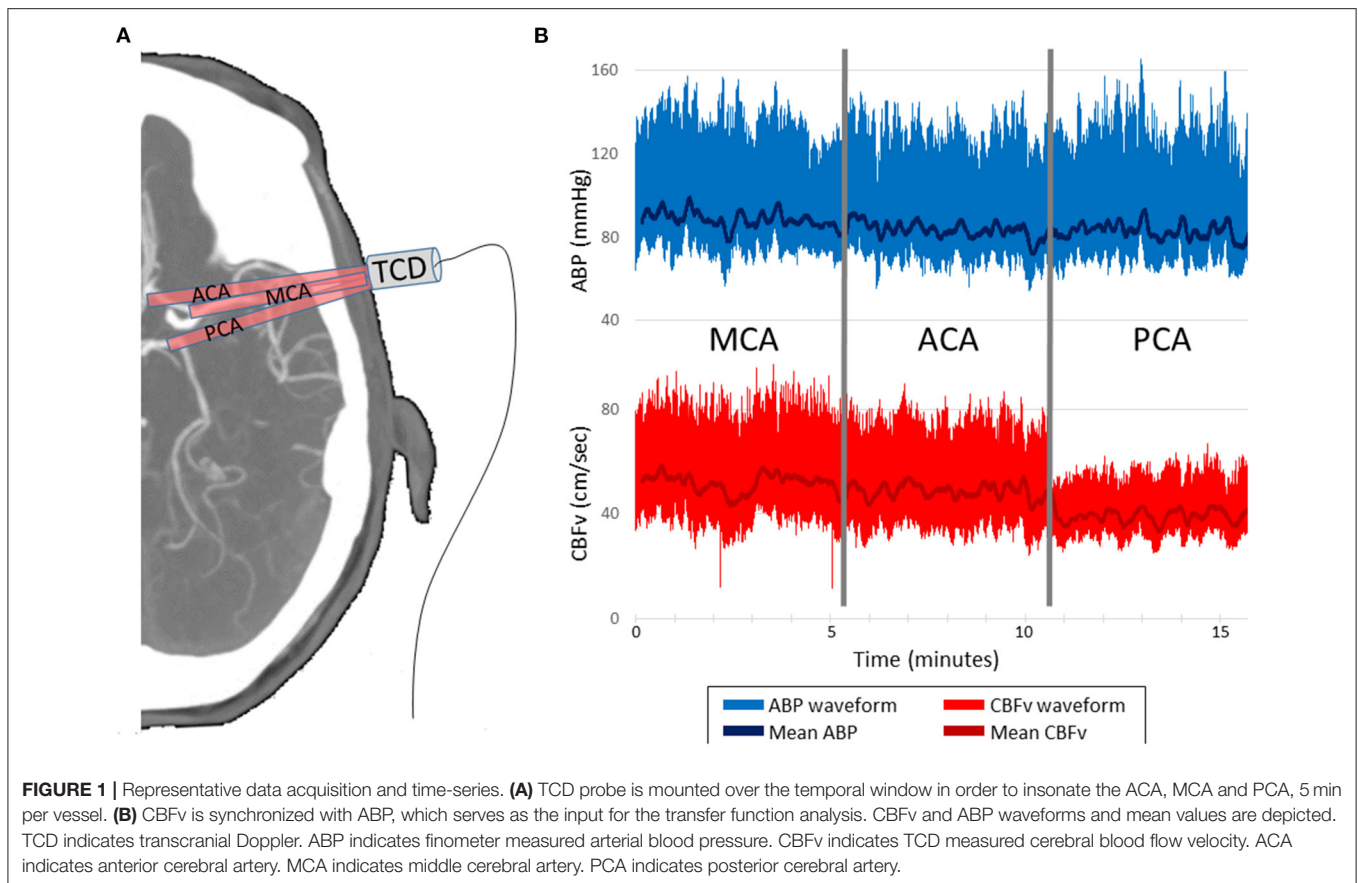 A
TCD
ACA
MCA
PCA
B
160
120
80
40
ABP (mmHg)
MCA
ACA
PCA
80
40
0
CBFv (cm/sec)
0
5
10
15
Time (minutes)
ABP waveform
CBFv waveform
Mean ABP
Mean CBFv
FIGURE 1 | Representative data acquisition and time-series. (A) TCD probe is mounted over the temporal window in order to insonate the ACA, MCA and PCA, 5 min
per vessel. (B) CBFv is synchronized with ABP, which serves as the input for the transfer function analysis. CBFv and ABP waveforms and mean values are depicted.
TCD indicates transcranial Doppler. ABP indicates finometer measured arterial blood pressure. CBFv indicates TCD measured cerebral blood flow velocity. ACA
indicates anterior cerebral artery. MCA indicates middle cerebral artery. PCA indicates posterior cerebral artery.